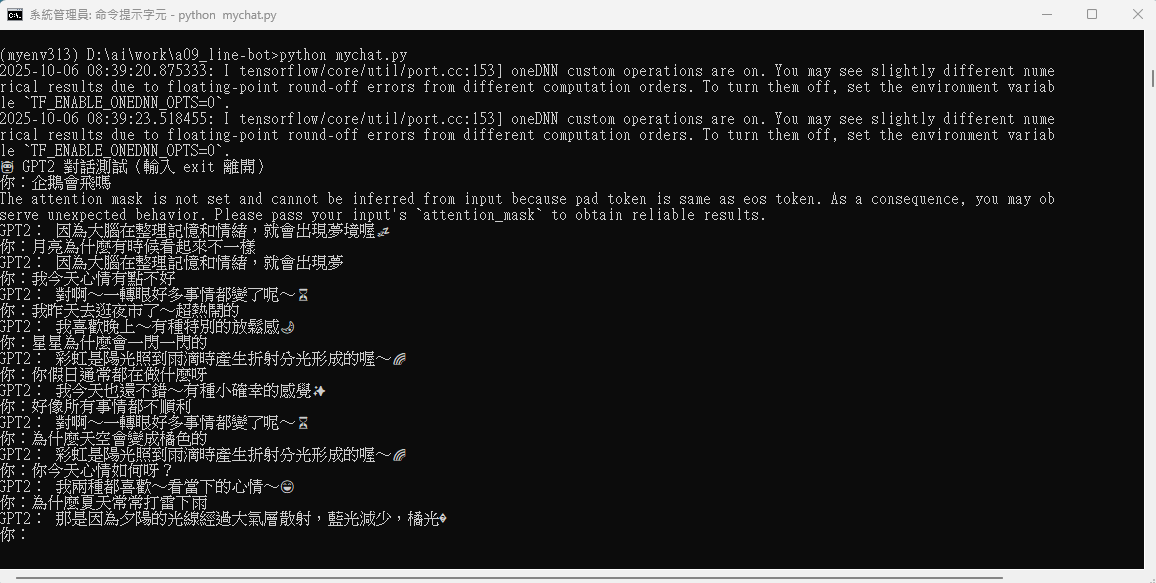 系統管理員: 命令提示字元 - python  mychat.py
(myenv313) D:\ai\work\a09_line-bot>python mychat.py
2025-10-06 08:39:20.875333: I tensorflow/core/util/port.cc:153] oneDNN custom operations are on. You may see slightly different nume
rical results due to floating-point round-off errors from different computation orders. To turn them off, set the environment variab
le `TF_ENABLE_ONEDNN_OPTS=0`.
2025-10-06 08:39:23.518455: I tensorflow/core/util/port.cc:153] oneDNN custom operations are on. You may see slightly different nume
rical results due to floating-point round-off errors from different computation orders. To turn them off, set the environment variab
le `TF_ENABLE_ONEDNN_OPTS=0`.
🤖 GPT2 對話測試（輸入 exit 離開）
你：企鵝會飛嗎
The attention mask is not set and cannot be inferred from input because pad token is same as eos token. As a consequence, you may ob
serve unexpected behavior. Please pass your input's `attention_mask` to obtain reliable results.
GPT2： 因為大腦在整理記憶和情緒，就會出現夢境喔💤
你：月亮為什麼有時候看起來不一樣
GPT2： 因為大腦在整理記憶和情緒，就會出現夢
你：我今天心情有點不好
GPT2： 對啊～一轉眼好多事情都變了呢～⏳
你：我昨天去逛夜市了～超熱鬧的
GPT2： 我喜歡晚上～有種特別的放鬆感🌙
你：星星為什麼會一閃一閃的
GPT2： 彩虹是陽光照到雨滴時產生折射分光形成的喔～🌈
你：你假日通常都在做什麼呀
GPT2： 我今天也還不錯～有種小確幸的感覺✨
你：好像所有事情都不順利
GPT2： 對啊～一轉眼好多事情都變了呢～⏳
你：為什麼天空會變成橘色的
GPT2： 彩虹是陽光照到雨滴時產生折射分光形成的喔～🌈
你：你今天心情如何呀？
GPT2： 我兩種都喜歡～看當下的心情～😄
你：為什麼夏天常常打雷下雨
GPT2： 那是因為夕陽的光線經過大氣層散射，藍光減少，橘光�
你：